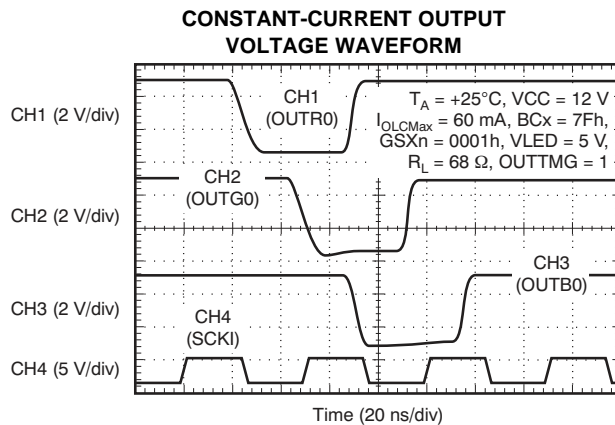 CONSTANT-CURRENT OUTPUT
VOLTAGE WAVEFORM
CH1 (2 V/div)
CH1
(OUTR0)
T_A = +25°C, VCC = 12 V
I_OLCMax = 60 mA, BCx = 7Fh,
GSXn = 0001h, VLED = 5 V,
R_L = 68 Ω, OUTTMG = 1
CH2 (2 V/div)
CH2
(OUTG0)
CH3 (2 V/div)
CH3
(OUTB0)
CH4
(SCKI)
CH4 (5 V/div)
Time (20 ns/div)